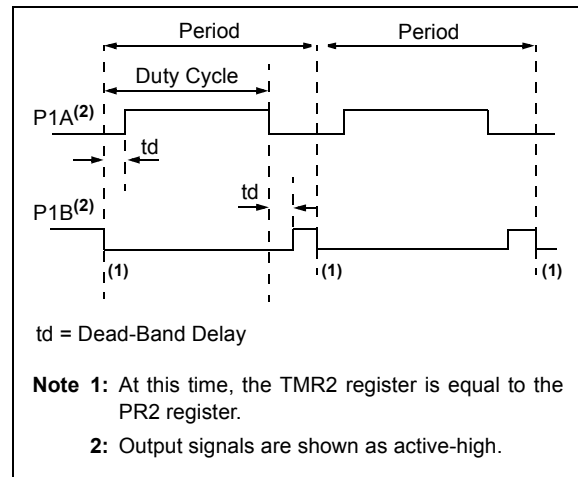 Period Period
Duty Cycle
P1A(2)
td
td
P1B(2)
(1) (1) (1)
td = Dead-Band Delay
Note 1: At this time, the TMR2 register is equal to the
PR2 register.
2: Output signals are shown as active-high.